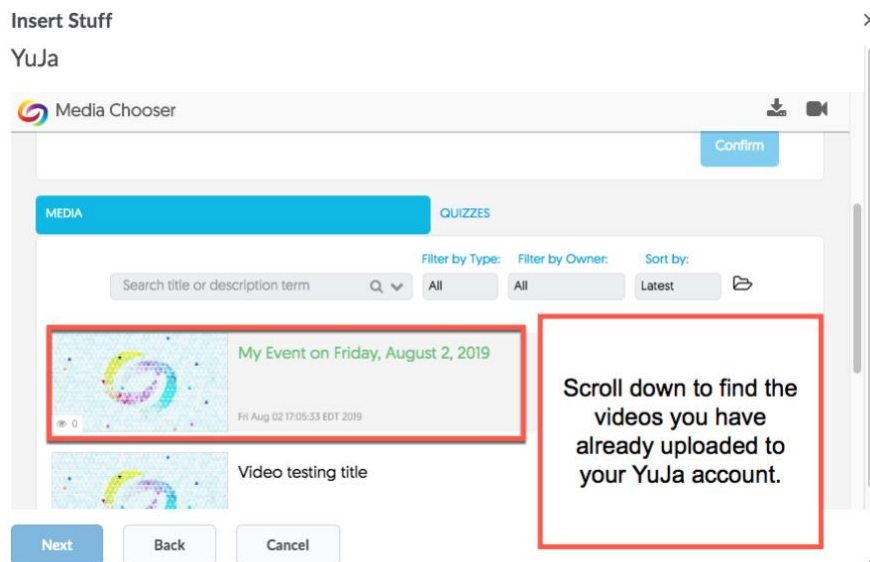 Insert Stuff
YuJa
Media Chooser
Confirm
MEDIA
QUIZZES
Filter by Type:
Filter by Owner:
Sort by:
Search title or description term
All
All
Latest
My Event on Friday, August 2, 2019
Fri Aug 02 17:05:33 EDT 2019
0
Scroll down to find the
videos you have
already uploaded to
your YuJa account.
Video testing title
Next
Back
Cancel